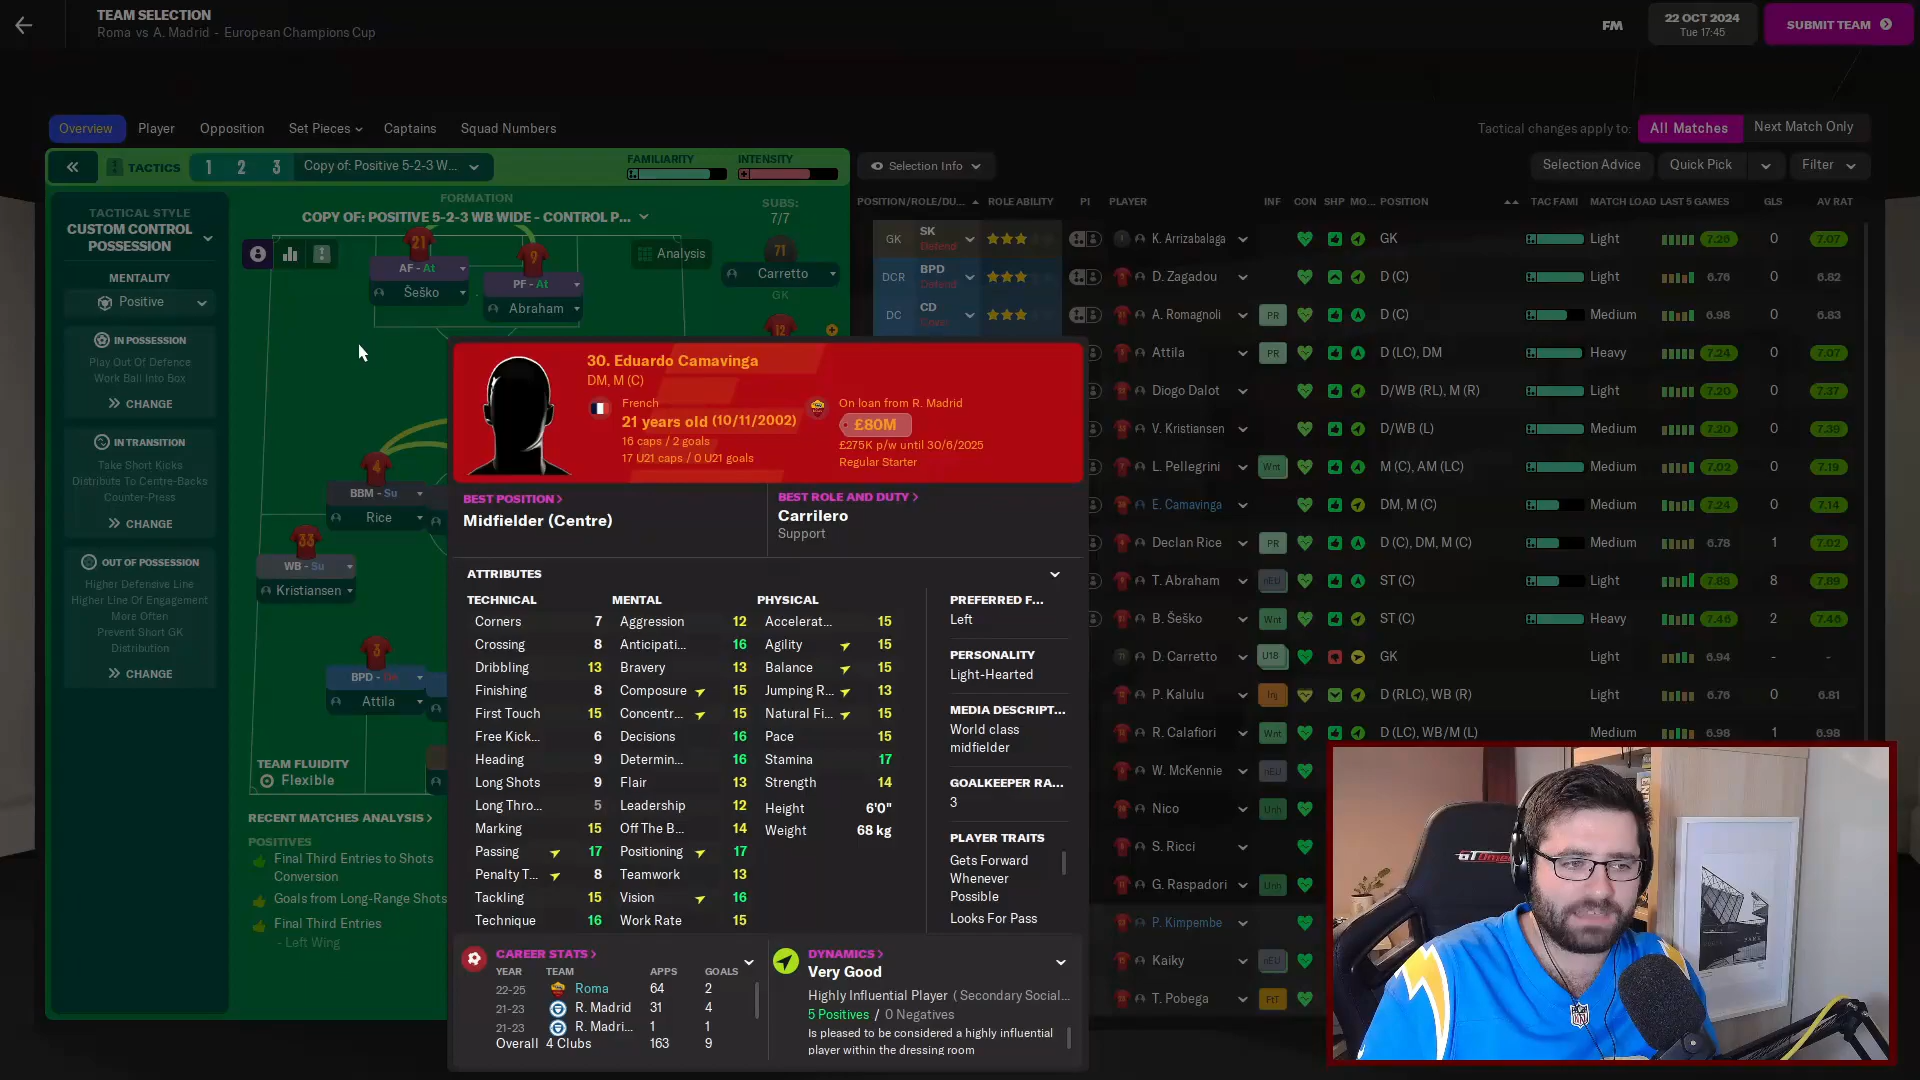 TEAM SELECTION
Roma vs A. Madrid - European Champions Cup
FM
22 OCT 2024
Tue 17:45
SUBMIT TEAM
Overview Player Opposition Set Pieces Captains Squad Numbers
Tactical changes apply to: All Matches Next Match Only
TACTICS 1 2 3 Copy of: Positive 5-2-3 W... FAMILIARITY INTENSITY
Selection Info Selection Advice Quick Pick Filter
TACTICAL STYLE
CUSTOM CONTROL
POSSESSION
MENTALITY
Positive
IN POSSESSION
Play Out Of Defence
Work Ball Into Box
CHANGE
IN TRANSITION
Take Short Kicks
Distribute To Centre-Backs
Counter-Press
CHANGE
OUT OF POSSESSION
Higher Defensive Line
Higher Line Of Engagement
More Often
Prevent Short GK
Distribution
CHANGE
FORMATION
COPY OF: POSITIVE 5-2-3 WB WIDE - CONTROL P...
SUBS:
7/7
Analysis
21
AF - At
Šeško
9
PF - At
Abraham
71
Carretto
GK
12
4
BBM - Su
Rice
33
WB - Su
Kristiansen
3
BPD - De
Attila
TEAM FLUIDITY
Flexible
RECENT MATCHES ANALYSIS
POSITIVES
Final Third Entries to Shots
Conversion
Goals from Long-Range Shots
Final Third Entries
- Left Wing
POSITION/ROLE/DU... ROLE ABILITY PI PLAYER INF CON SHP MO... POSITION TAC FAMI MATCH LOAD LAST 5 GAMES GLS AV RAT
GK SK Defend K. Arrizabalaga GK Light 7.26 0 7.07
DCR BPD Defend D. Zagadou D (C) Light 6.76 0 6.82
DC CD Cover A. Romagnoli PR D (C) Medium 6.98 0 6.83
Attila PR D (LC), DM Heavy 7.24 0 7.07
Diogo Dalot D/WB (RL), M (R) Light 7.20 0 7.37
V. Kristiansen D/WB (L) Medium 7.20 0 7.39
L. Pellegrini Wnt M (C), AM (LC) Medium 7.02 0 7.19
E. Camavinga DM, M (C) Medium 7.24 0 7.14
Declan Rice PR D (C), DM, M (C) Medium 6.78 1 7.02
T. Abraham nEU ST (C) Light 7.88 8 7.89
B. Šeško Wnt ST (C) Heavy 7.46 2 7.46
D. Carretto U18 GK Light 6.94 - -
P. Kalulu Inj D (RLC), WB (R) Light 6.76 0 6.81
R. Calafiori Wnt D (LC), WB/M (L) Medium 6.98 1 6.98
W. McKennie nEU
Nico Unh
S. Ricci
G. Raspadori Unh
P. Kimpembe
Kaiky nEU
T. Pobega FtT
30. Eduardo Camavinga
DM, M (C)
French
21 years old (10/11/2002)
16 caps / 2 goals
17 U21 caps / 0 U21 goals
On loan from R. Madrid
£80M
£275K p/w until 30/6/2025
Regular Starter
BEST POSITION
Midfielder (Centre)
BEST ROLE AND DUTY
Carrilero
Support
ATTRIBUTES
TECHNICAL MENTAL PHYSICAL
Corners 7 Aggression 12 Accelerat... 15
Crossing 8 Anticipati... 16 Agility 15
Dribbling 13 Bravery 13 Balance 15
Finishing 8 Composure 15 Jumping R... 13
First Touch 15 Concentr... 15 Natural Fi... 15
Free Kick... 6 Decisions 16 Pace 15
Heading 9 Determin... 16 Stamina 17
Long Shots 9 Flair 13 Strength 14
Long Thro... 5 Leadership 12 Height 6'0"
Marking 15 Off The B... 14 Weight 68 kg
Passing 17 Positioning 17
Penalty T... 8 Teamwork 13
Tackling 15 Vision 16
Technique 16 Work Rate 15
PREFERRED F...
Left
PERSONALITY
Light-Hearted
MEDIA DESCRIPT...
World class
midfielder
GOALKEEPER RA...
3
PLAYER TRAITS
Gets Forward
Whenever
Possible
Looks For Pass
CAREER STATS
YEAR TEAM APPS GOALS
22-25 Roma 64 2
21-23 R. Madrid 31 4
21-23 R. Madri... 1 1
Overall 4 Clubs 163 9
DYNAMICS
Very Good
Highly Influential Player ( Secondary Social...
5 Positives / 0 Negatives
Is pleased to be considered a highly influential
player within the dressing room